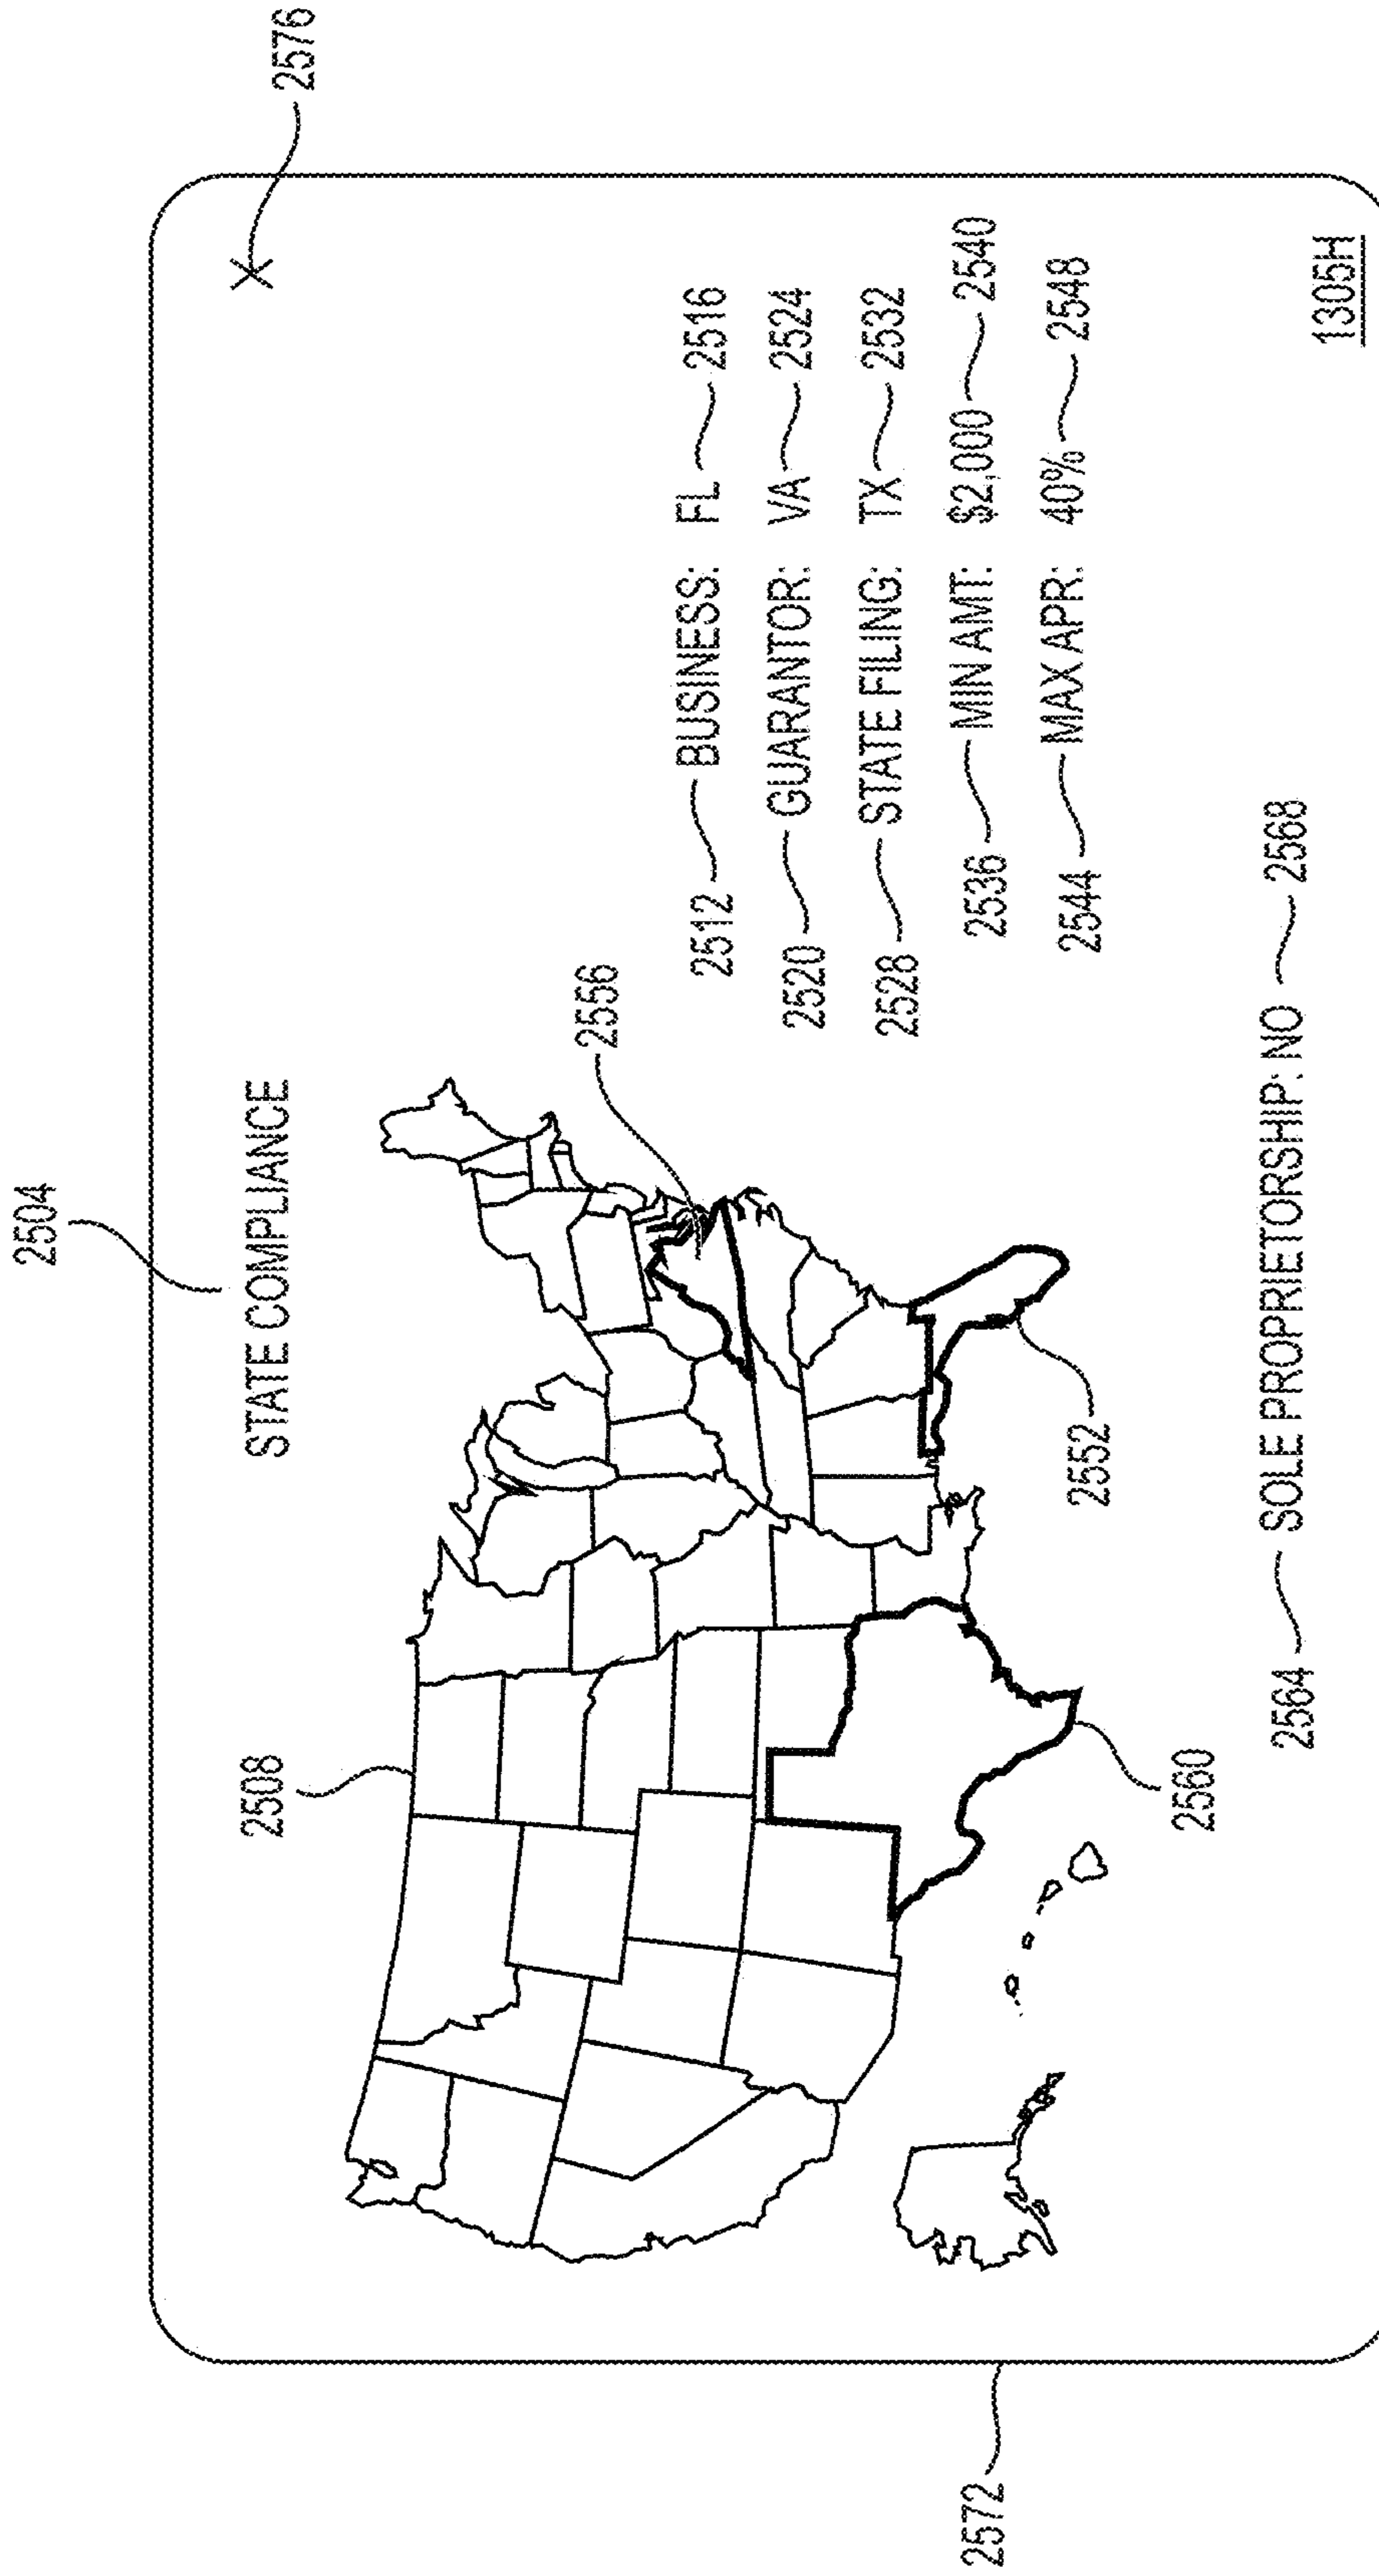 2504
2576
STATE COMPLIANCE
X
2508
2556
2512 BUSINESS: FL 2516
2520 GUARANTOR: VA 2524
2528 STATE FILING: TX 2532
2536 MIN AMT: $2,000 2540
2544 MAX APR: 40% 2548
2552
2560
2564 SOLE PROPRIETORSHIP: NO 2568
2572
1305H